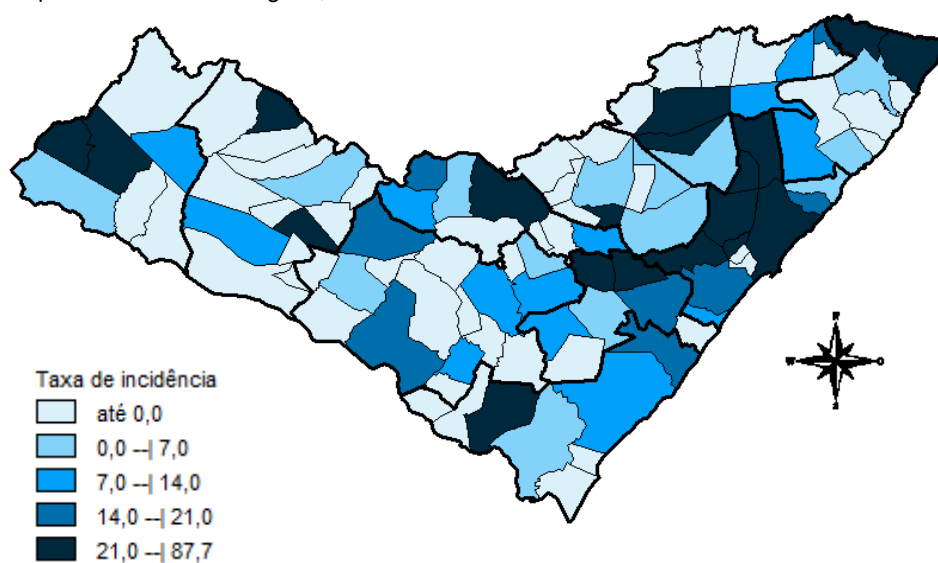 Taxa de incidência
até 0,0
0,0 --| 7,0
7,0 --| 14,0
14,0 --| 21,0
21,0 --| 87,7